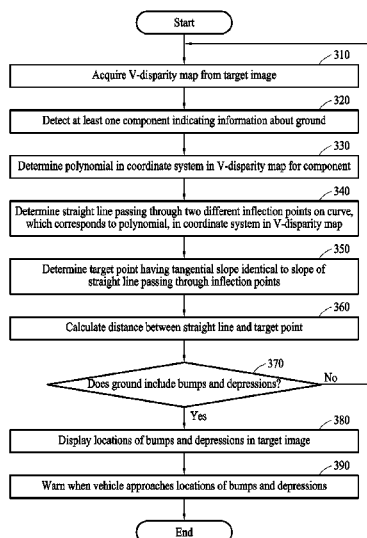 Start
310
Acquire V-disparity map from target image
320
Detect at least one component indicating information about ground
330
Determine polynomial in coordinate system in V-disparity map for component
340
Determine straight line passing through two different inflection points on curve,
which corresponds to polynomial, in coordinate system in V-disparity map
350
Determine target point having tangential slope identical to slope of
straight line passing through inflection points
360
Calculate distance between straight line and target point
370
Does ground include bumps and depressions?
No
Yes
380
Display locations of bumps and depressions in target image
390
Warn when vehicle approaches locations of bumps and depressions
End